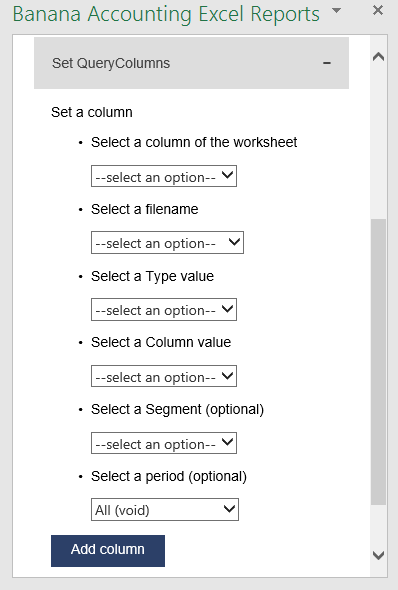 Banana Accounting Excel Reports
Set QueryColumns
Set a column
• Select a column of the worksheet
--select an option--
• Select a filename
--select an option--
• Select a Type value
--select an option--
• Select a Column value
--select an option--
• Select a Segment (optional)
--select an option--
• Select a period (optional)
All (void)
Add column